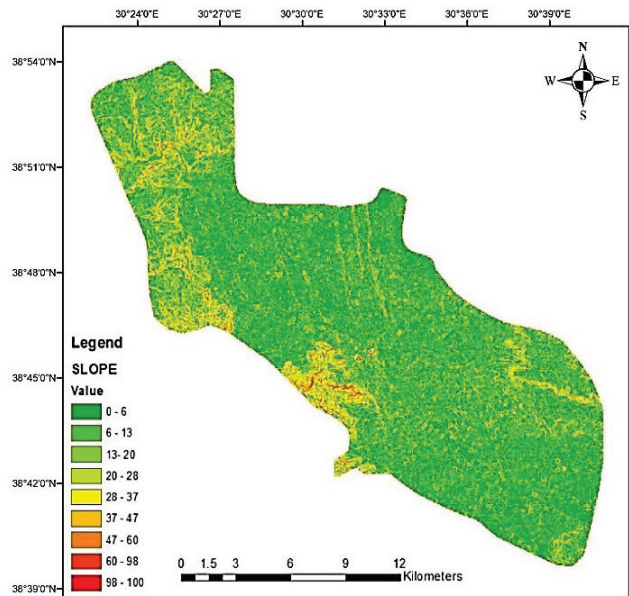 30°24'0"E 30°27'0"E 30°30'0"E 30°33'0"E 30°36'0"E 30°39'0"E
38°54'0"N
38°51'0"N
38°48'0"N
38°45'0"N
38°42'0"N
38°39'0"N
N
W E
S
Legend
SLOPE
Value
0 - 6
6 - 13
13- 20
20 - 28
28 - 37
37 - 47
47 - 60
60 - 98
98 - 100
0 1.5 3 6 9 12
Kilometers